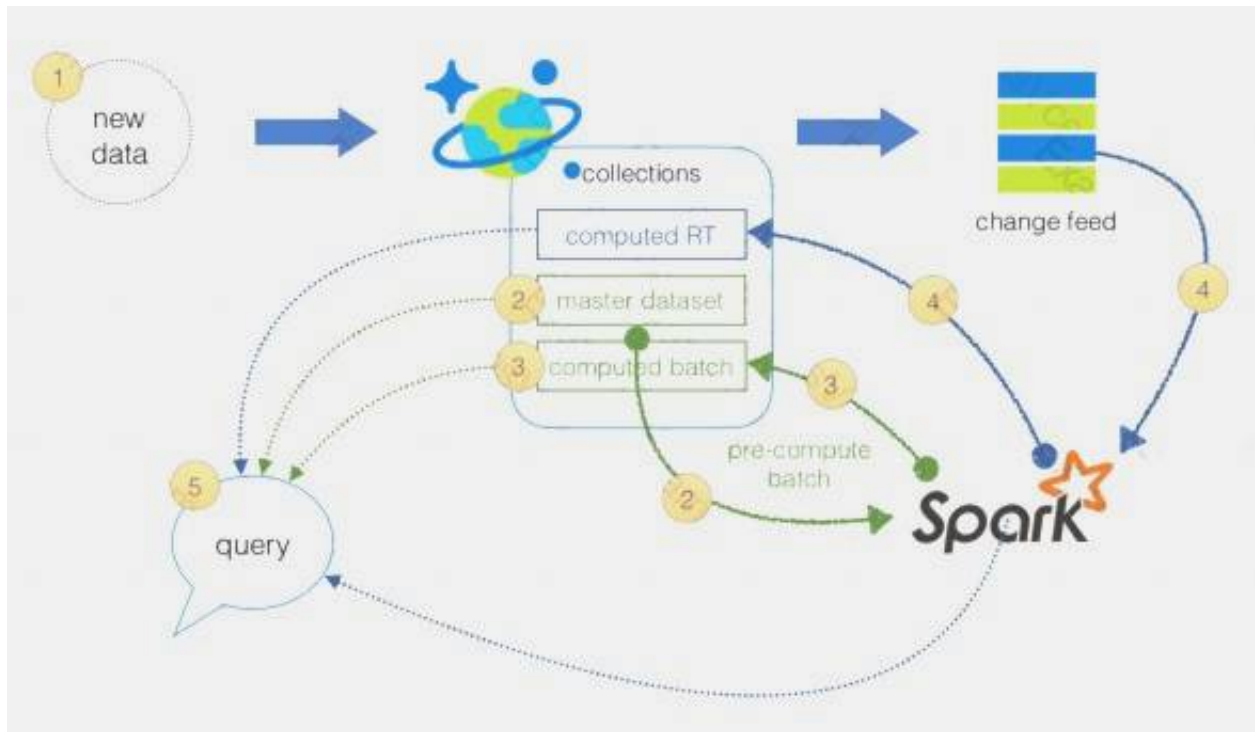 1
new
data
collections
computed RT
change feed
2
master dataset
4
4
3
computed batch
3
pre-compute
batch
5
2
query
Spark